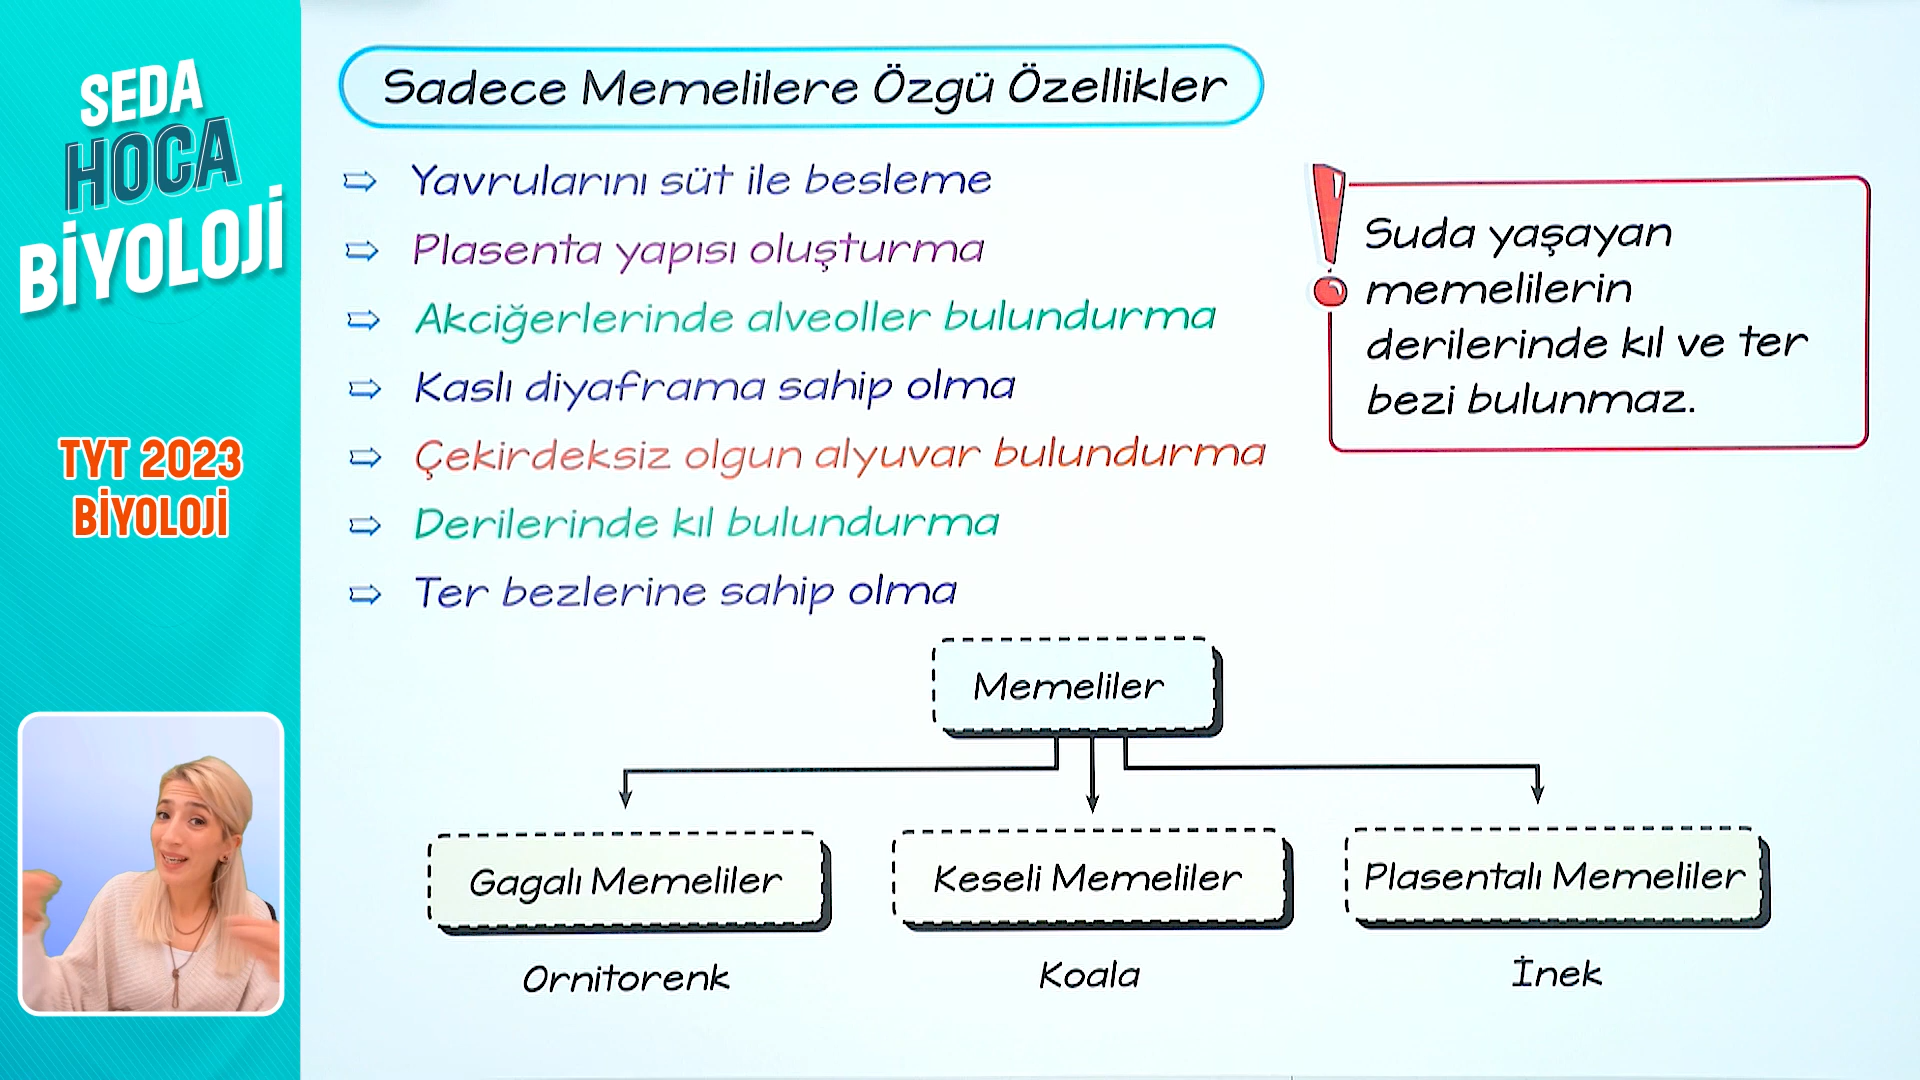 SEDA
HOCA
BİYOLOJİ
TYT 2023
BİYOLOJİ
Sadece Memelilere Özgü Özellikler
⇨ Yavrularını süt ile besleme
⇨ Plasenta yapısı oluşturma
⇨ Akciğerlerinde alveoller bulundurma
⇨ Kaslı diyaframa sahip olma
⇨ Çekirdeksiz olgun alyuvar bulundurma
⇨ Derilerinde kıl bulundurma
⇨ Ter bezlerine sahip olma
Suda yaşayan
memelilerin
derilerinde kıl ve ter
bezi bulunmaz.
Memeliler
Gagalı Memeliler
Keseli Memeliler
Plasentalı Memeliler
Ornitorenk
Koala
İnek